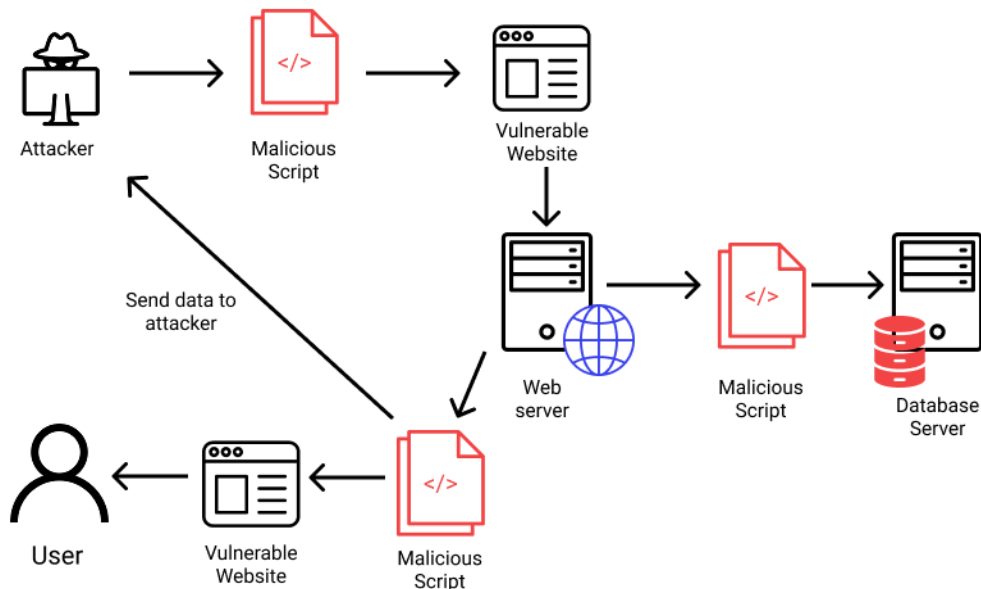 </>
Attacker
Malicious
Script
Vulnerable
Website
Send data to
attacker
</>
Web
server
Malicious
Script
Database
Server
</>
User
Vulnerable
Website
Malicious
Script